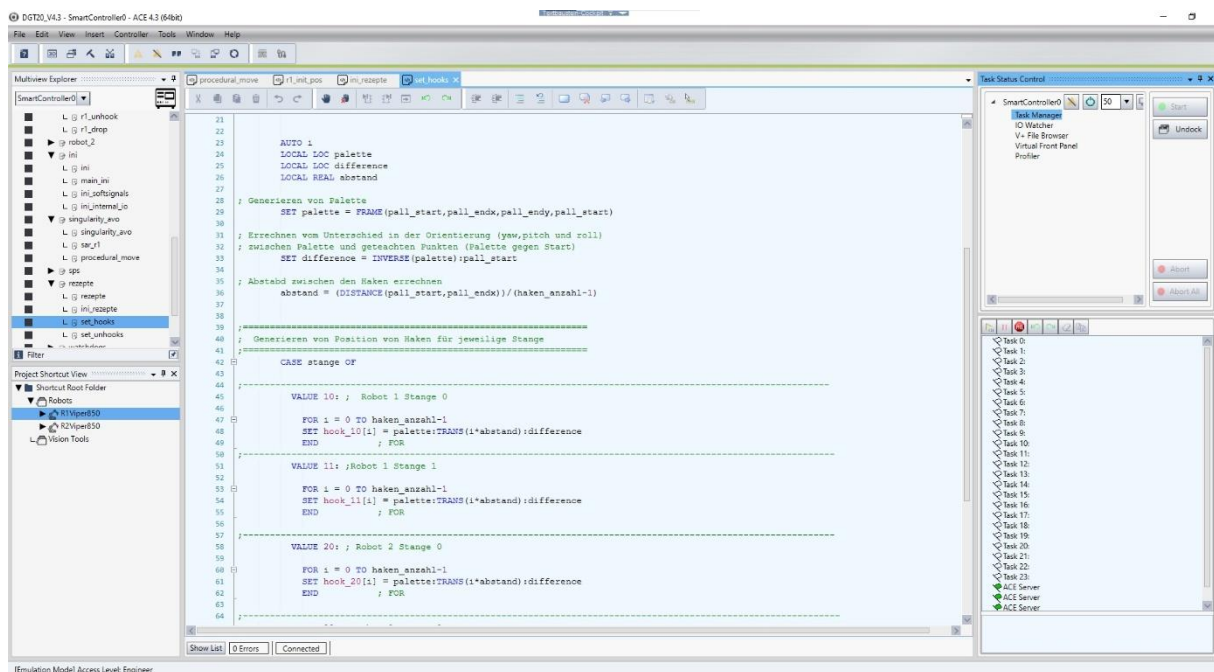 DGT20_V4.3 - SmartController0 - ACE 4.3 (64bit)
File Edit View Insert Controller Tools Window Help
Multiview Explorer
SmartController0
r1_unhook
r1_drop
robot_2
ini
ini
main_ini
ini_softsignals
ini_internal_io
singularity_avo
singularity_avo
sar_r1
procedural_move
sps
rezepte
rezepte
ini_rezepte
set_hooks
set_unhooks
Filter
Project Shortcut View
Shortcut Root Folder
Robots
R1Viper850
R2Viper850
Vision Tools
procedural_move r1_init_pos ini_rezepte set_hooks
21
22
23 AUTO i
24 LOCAL LOC palette
25 LOCAL LOC difference
26 LOCAL REAL abstand
27
28 ; Generieren von Palette
29 SET palette = FRAME(pall_start,pall_endx,pall_endy,pall_start)
30
31 ; Errechnen vom Unterschied in der Orientierung (yaw,pitch und roll)
32 ; zwischen Palette und geteachten Punkten (Palette gegen Start)
33 SET difference = INVERSE(palette):pall_start
34
35 ; Abstabd zwischen den Haken errechnen
36 abstand = (DISTANCE(pall_start,pall_endx))/(haken_anzahl-1)
37
38
39 ;==========================================================
40 ; Generieren von Position von Haken für jeweilige Stange
41 ;==========================================================
42 CASE stange OF
43
44 ;----------------------------------------------------------------------------------------------------
45 VALUE 10: ; Robot 1 Stange 0
46
47 FOR i = 0 TO haken_anzahl-1
48 SET hook_10[i] = palette:TRANS(i*abstand):difference
49 END ; FOR
50 ;----------------------------------------------------------------------------------------------------
51 VALUE 11: ;Robot 1 Stange 1
52
53 FOR i = 0 TO haken_anzahl-1
54 SET hook_11[i] = palette:TRANS(i*abstand):difference
55 END ; FOR
56
57 ;----------------------------------------------------------------------------------------------------
58 VALUE 20: ; Robot 2 Stange 0
59
60 FOR i = 0 TO haken_anzahl-1
61 SET hook_20[i] = palette:TRANS(i*abstand):difference
62 END ; FOR
63
64 ;----------------------------------------------------------------------------------------------------
Show List 0 Errors Connected
Task Status Control
SmartController0 50
Task Manager
IO Watcher
V+ File Browser
Virtual Front Panel
Profiler
Start
Undock
Abort
Abort All
Task 0:
Task 1:
Task 2:
Task 3:
Task 4:
Task 5:
Task 6:
Task 7:
Task 8:
Task 9:
Task 10:
Task 11:
Task 12:
Task 13:
Task 14:
Task 15:
Task 16:
Task 17:
Task 18:
Task 19:
Task 20:
Task 21:
Task 22:
Task 23:
ACE Server
ACE Server
ACE Server
[Emulation Mode] Access Level: Engineer